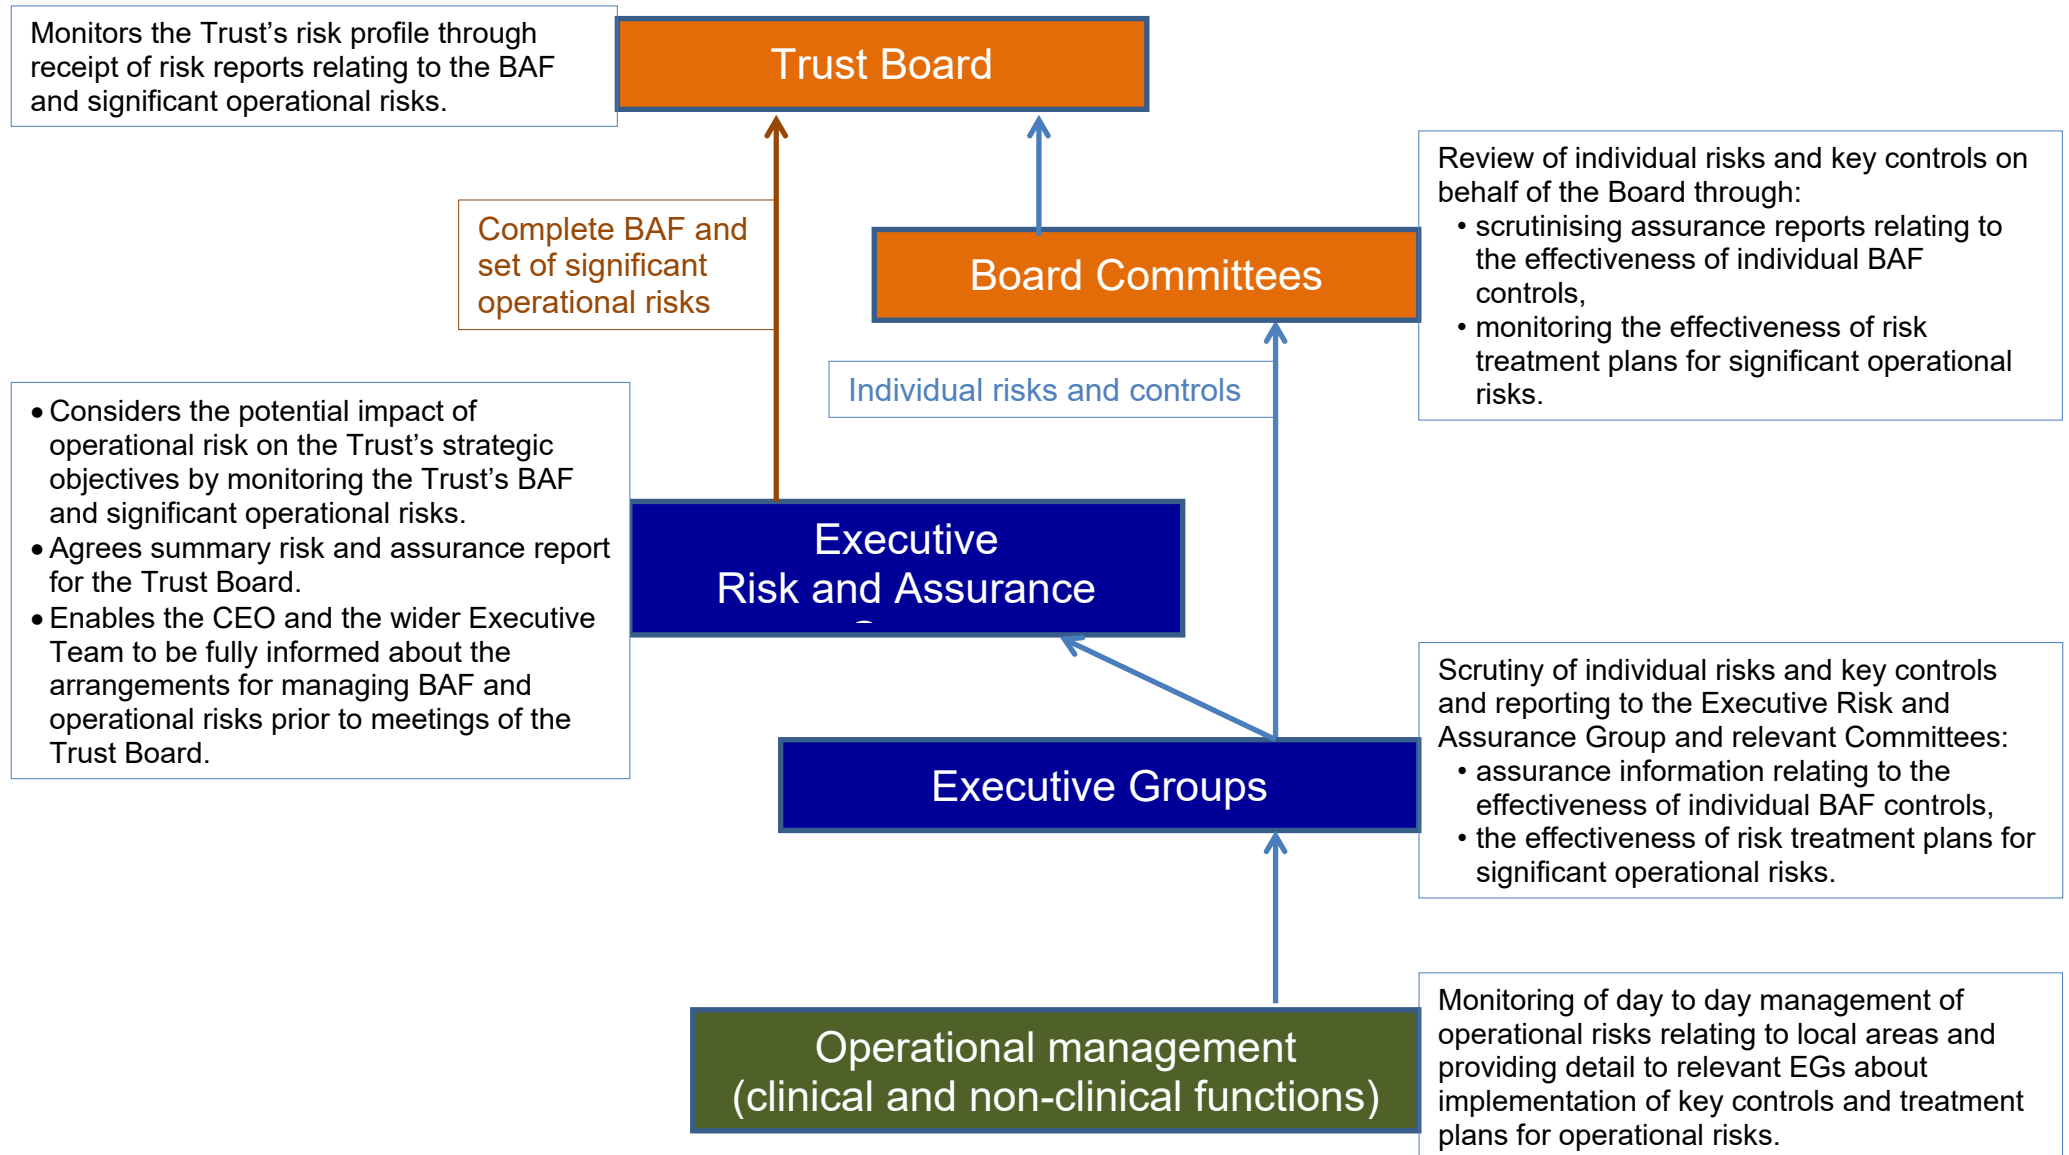 Monitors the Trust’s risk profile through
receipt of risk reports relating to the BAF
and significant operational risks.
Trust Board
Review of individual risks and key controls on
behalf of the Board through:
• scrutinising assurance reports relating to
the effectiveness of individual BAF
controls,
• monitoring the effectiveness of risk
treatment plans for significant operational
risks.
Complete BAF and
set of significant
operational risks
Board Committees
Individual risks and controls
• Considers the potential impact of
operational risk on the Trust’s strategic
objectives by monitoring the Trust’s BAF
and significant operational risks.
• Agrees summary risk and assurance report
for the Trust Board.
• Enables the CEO and the wider Executive
Team to be fully informed about the
arrangements for managing BAF and
operational risks prior to meetings of the
Trust Board.
Executive
Risk and Assurance
Scrutiny of individual risks and key controls
and reporting to the Executive Risk and
Assurance Group and relevant Committees:
• assurance information relating to the
effectiveness of individual BAF controls,
• the effectiveness of risk treatment plans for
significant operational risks.
Executive Groups
Operational management
(clinical and non-clinical functions)
Monitoring of day to day management of
operational risks relating to local areas and
providing detail to relevant EGs about
implementation of key controls and treatment
plans for operational risks.